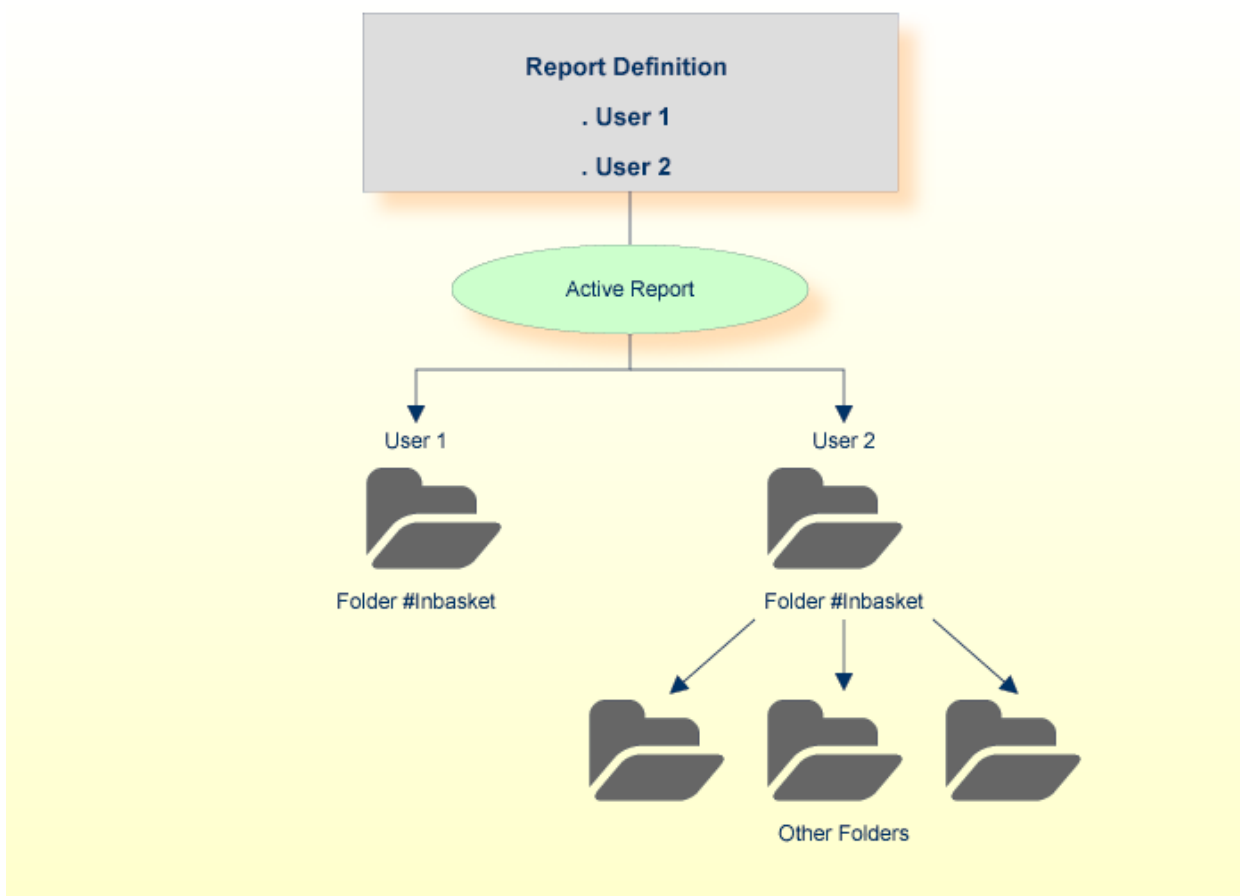 Report Definition
. User 1
. User 2
Active Report
User 1
User 2
Folder #Inbasket
Folder #Inbasket
Other Folders